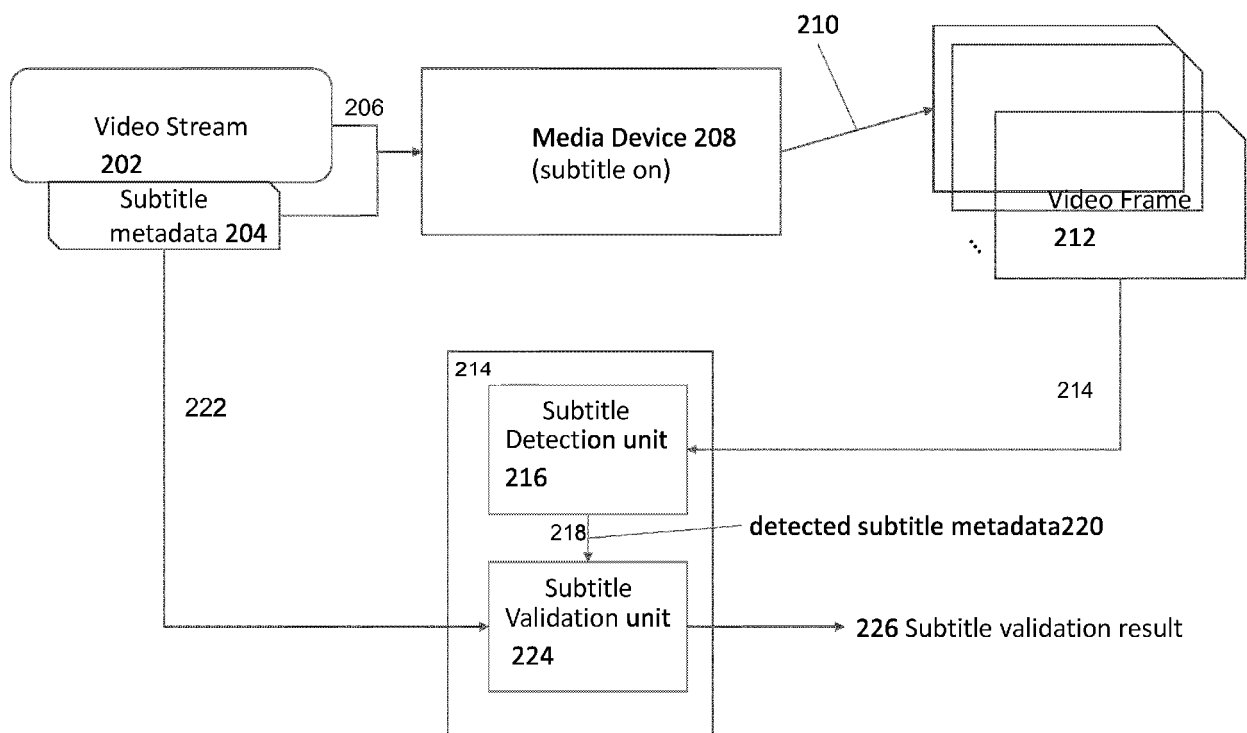 210
Video Stream
202
206
Media Device 208
(subtitle on)
Subtitle
metadata 204
Video Frame
212
214
222
214
Subtitle
Detection unit
216
218
detected subtitle metadata220
Subtitle
Validation unit
224
226 Subtitle validation result